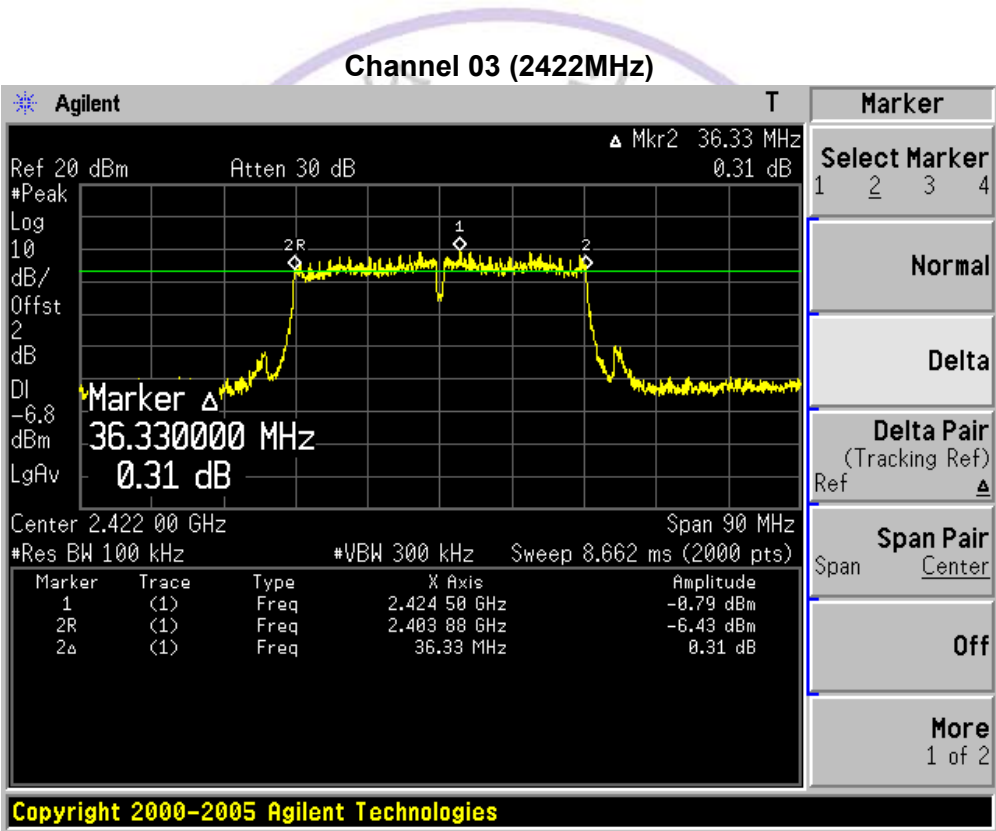 Channel 03 (2422MHz)
Agilent T Marker
Δ Mkr2 36.33 MHz
Ref 20 dBm Atten 30 dB 0.31 dB
#Peak
Log
10
dB/
Offst
2
dB
DI
-6.8
dBm
LgAv
1
2R
2
Marker Δ
36.330000 MHz
0.31 dB
Center 2.422 00 GHz Span 90 MHz
#Res BW 100 kHz #VBW 300 kHz Sweep 8.662 ms (2000 pts)
Marker Trace Type X Axis Amplitude
1 (1) Freq 2.424 50 GHz -0.79 dBm
2R (1) Freq 2.403 88 GHz -6.43 dBm
2Δ (1) Freq 36.33 MHz 0.31 dB
Select Marker
1 2 3 4
Normal
Delta
Delta Pair
(Tracking Ref)
Ref Δ
Span Pair
Span Center
Off
More
1 of 2
Copyright 2000-2005 Agilent Technologies